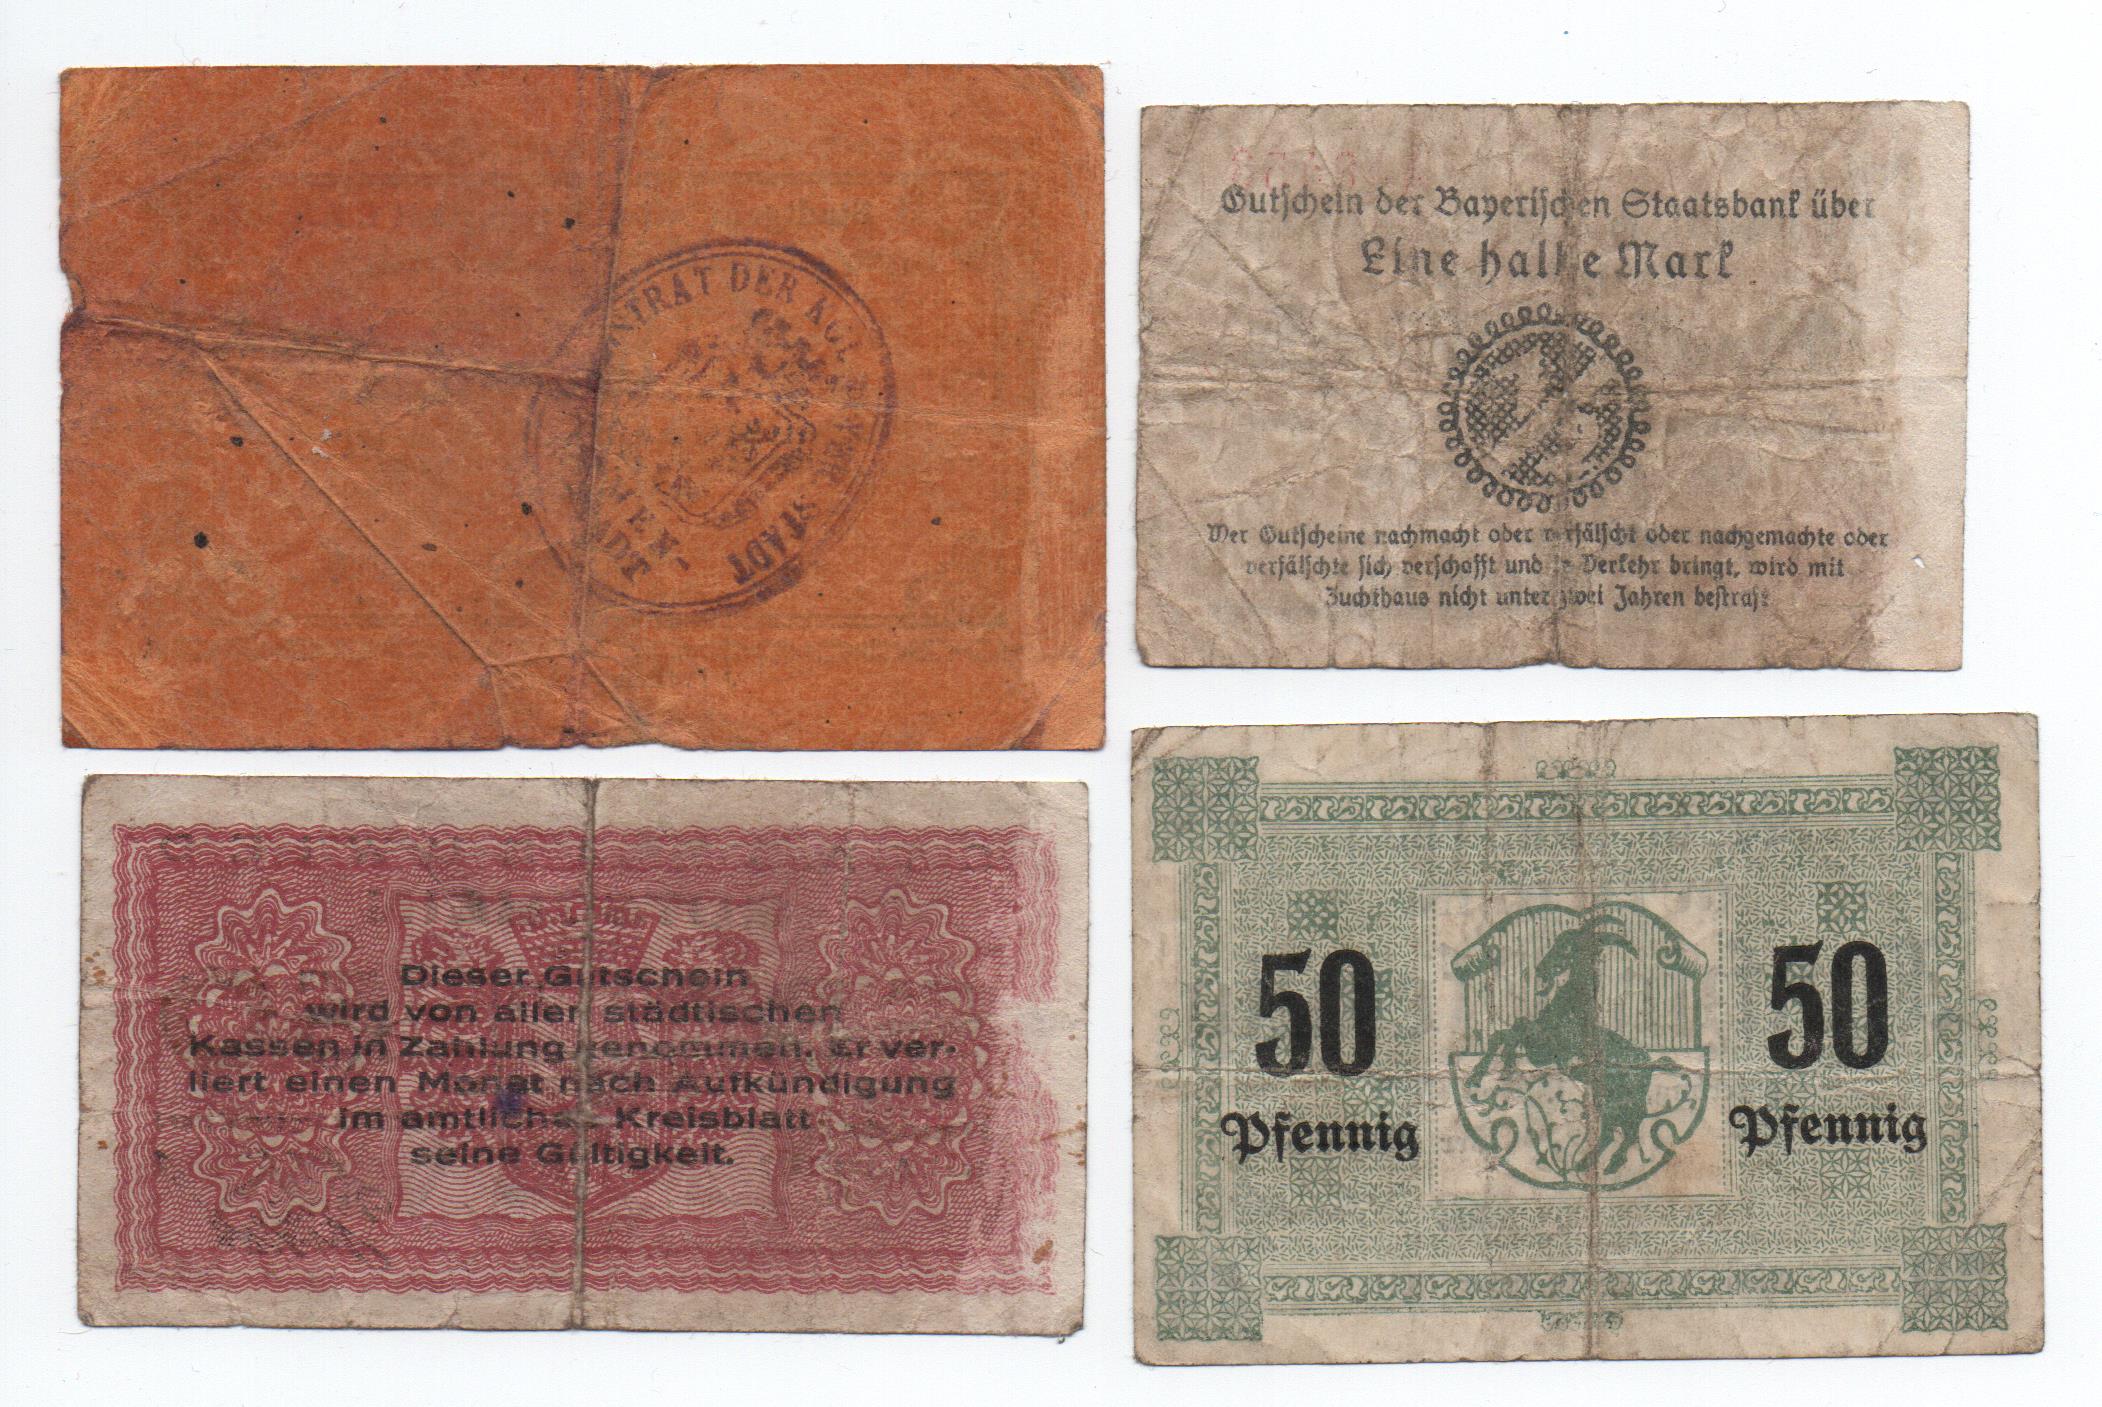 DER
STADT
Gutschein der Bayerischen Staatsbank über
Eine halbe Mark
Wer Gutscheine nachmacht oder verfälscht oder nachgemachte oder
verfälschte sich verschafft und in Verkehr bringt, wird mit
Zuchthaus nicht unter zwei Jahren bestraft
Dieser Gutschein
wird von allen städtischen
Kassen in Zahlung genommen. Er ver-
liert einen Monat nach Aufkündigung
im amtlichen Kreisblatt
seine Gültigkeit.
50 50
Pfennig Pfennig